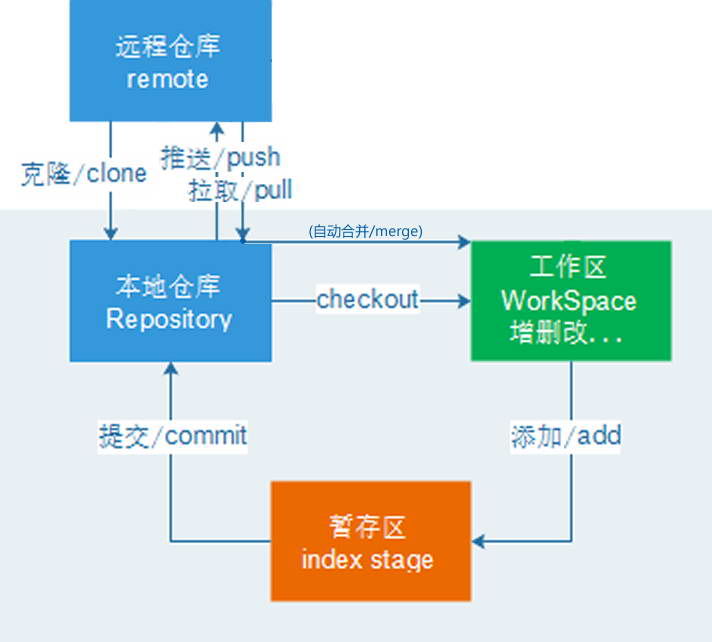 远程仓库
remote
克隆/clone
推送/push
拉取/pull
(自动合并/merge)
本地仓库
Repository
checkout
工作区
WorkSpace
增删改...
提交/commit
添加/add
暂存区
index stage